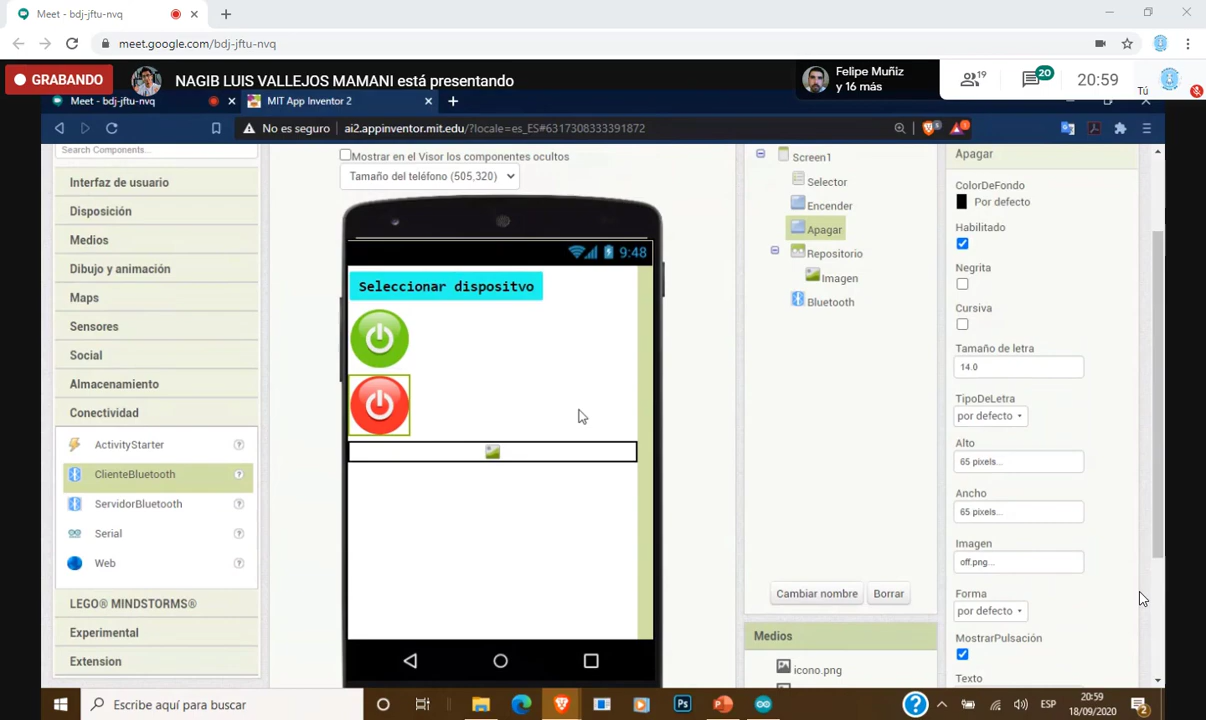 Meet - bdj-jftu-nvq
meet.google.com/bdj-jftu-nvq
GRABANDO
NAGIB LUIS VALLEJOS MAMANI está presentando
Felipe Muñiz
y 16 más
19
20
20:59
Tú
Meet - bdj-jftu-nvq
MIT App Inventor 2
No es seguro
ai2.appinventor.mit.edu/?locale=es_ES#6317308333391872
Search Components...
Interfaz de usuario
Disposición
Medios
Dibujo y animación
Maps
Sensores
Social
Almacenamiento
Conectividad
ActivityStarter
ClienteBluetooth
ServidorBluetooth
Serial
Web
LEGO® MINDSTORMS®
Experimental
Extension
Mostrar en el Visor los componentes ocultos
Tamaño del teléfono (505,320)
9:48
Seleccionar dispositvo
Screen1
Selector
Encender
Apagar
Repositorio
Imagen
Bluetooth
Cambiar nombre
Borrar
Medios
icono.png
Apagar
ColorDeFondo
Por defecto
Habilitado
Negrita
Cursiva
Tamaño de letra
14.0
TipoDeLetra
por defecto
Alto
65 pixels...
Ancho
65 pixels...
Imagen
off.png...
Forma
por defecto
MostrarPulsación
Texto
Escribe aquí para buscar
ESP
20:59
18/09/2020
2